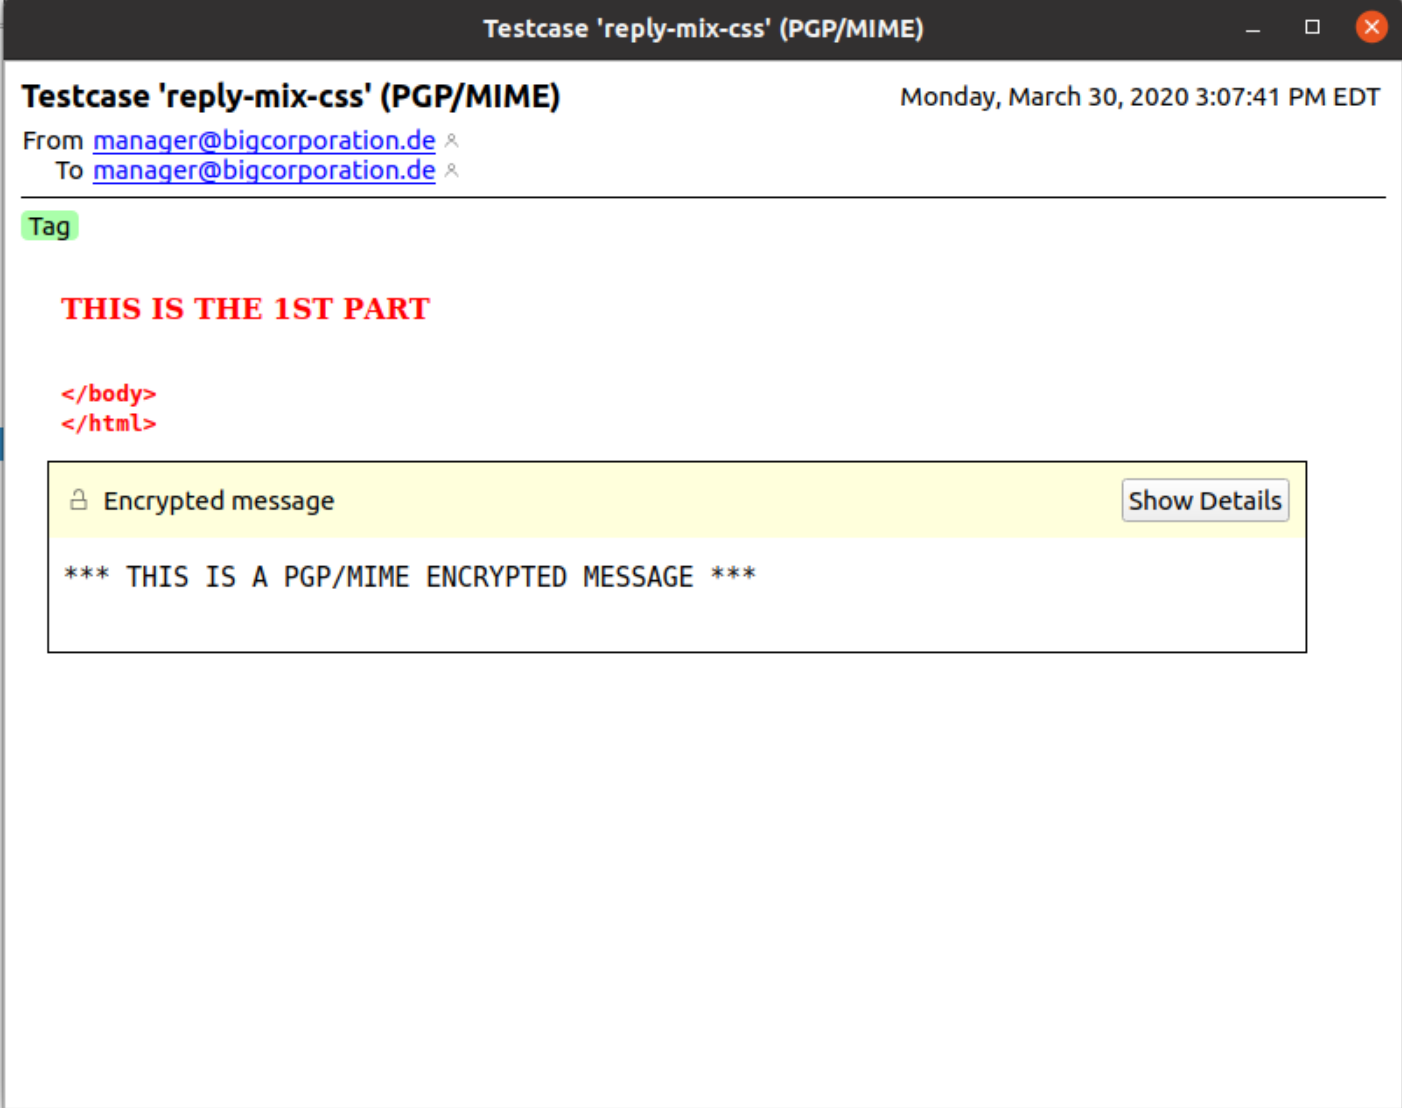 Testcase 'reply-mix-css' (PGP/MIME)
Testcase 'reply-mix-css' (PGP/MIME) Monday, March 30, 2020 3:07:41 PM EDT
From manager@bigcorporation.de
To manager@bigcorporation.de
Tag
THIS IS THE 1ST PART
</body>
</html>
Encrypted message Show Details
*** THIS IS A PGP/MIME ENCRYPTED MESSAGE ***